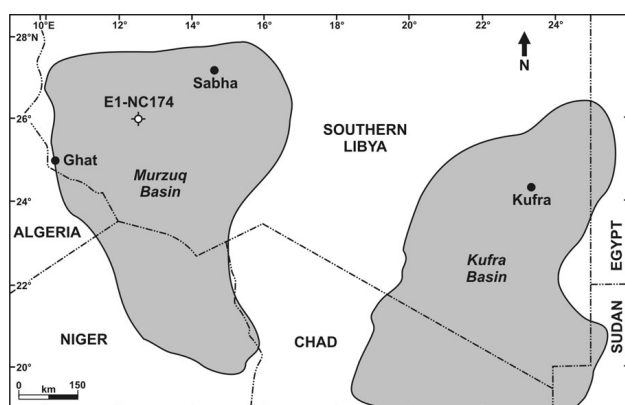 10°E 12° 14° 16° 18° 20° 22° 24°
28°N
26°
24°
22°
20°
N
Sabha
E1-NC174
Ghat
Murzuq
Basin
SOUTHERN
LIBYA
Kufra
Kufra
Basin
ALGERIA
EGYPT
SUDAN
NIGER
CHAD
0 150
km